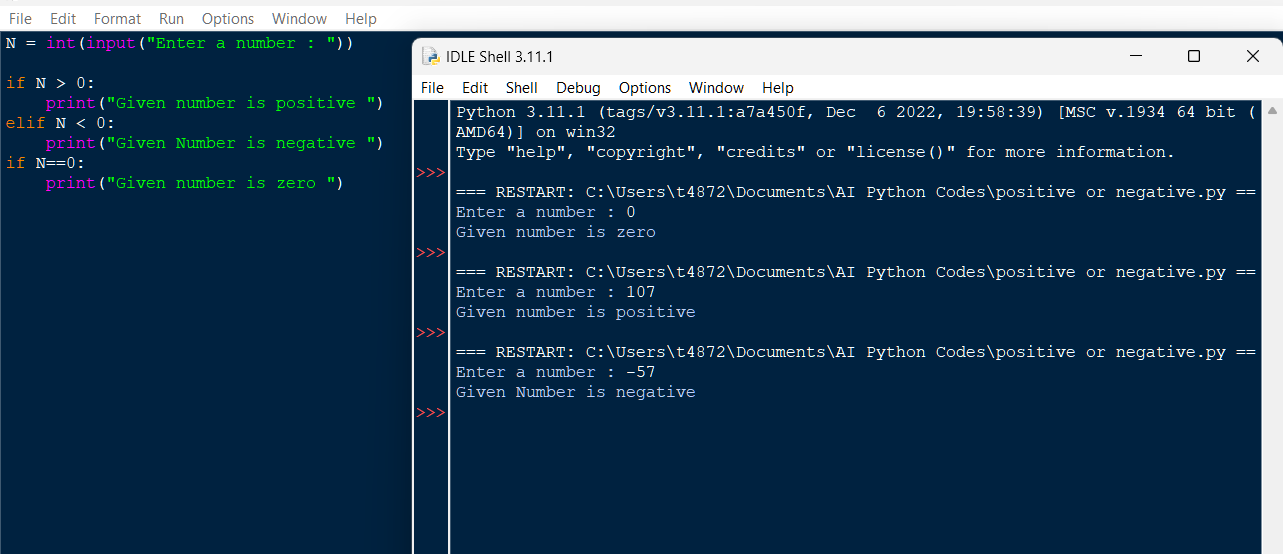 File Edit Format Run Options Window Help
N = int(input("Enter a number : "))
if N > 0:
    print("Given number is positive ")
elif N < 0:
    print("Given Number is negative ")
if N==0:
    print("Given number is zero ")
IDLE Shell 3.11.1
File Edit Shell Debug Options Window Help
Python 3.11.1 (tags/v3.11.1:a7a450f, Dec  6 2022, 19:58:39) [MSC v.1934 64 bit (
AMD64)] on win32
Type "help", "copyright", "credits" or "license()" for more information.
>>>
=== RESTART: C:\Users\t4872\Documents\AI Python Codes\positive or negative.py ==
Enter a number : 0
Given number is zero
>>>
=== RESTART: C:\Users\t4872\Documents\AI Python Codes\positive or negative.py ==
Enter a number : 107
Given number is positive
>>>
=== RESTART: C:\Users\t4872\Documents\AI Python Codes\positive or negative.py ==
Enter a number : -57
Given Number is negative
>>>